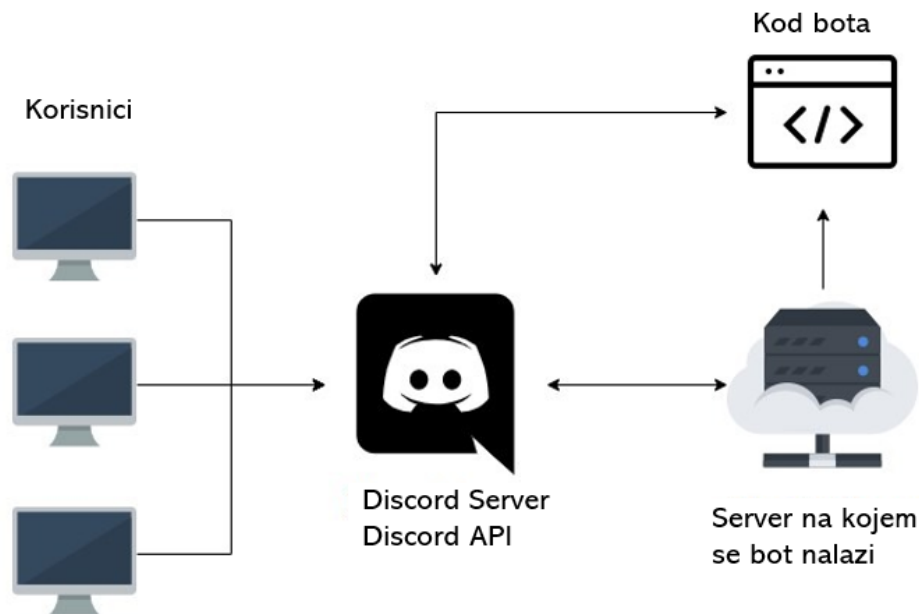 Kod bota
Korisnici
</>
Discord Server
Discord API
Server na kojem
se bot nalazi